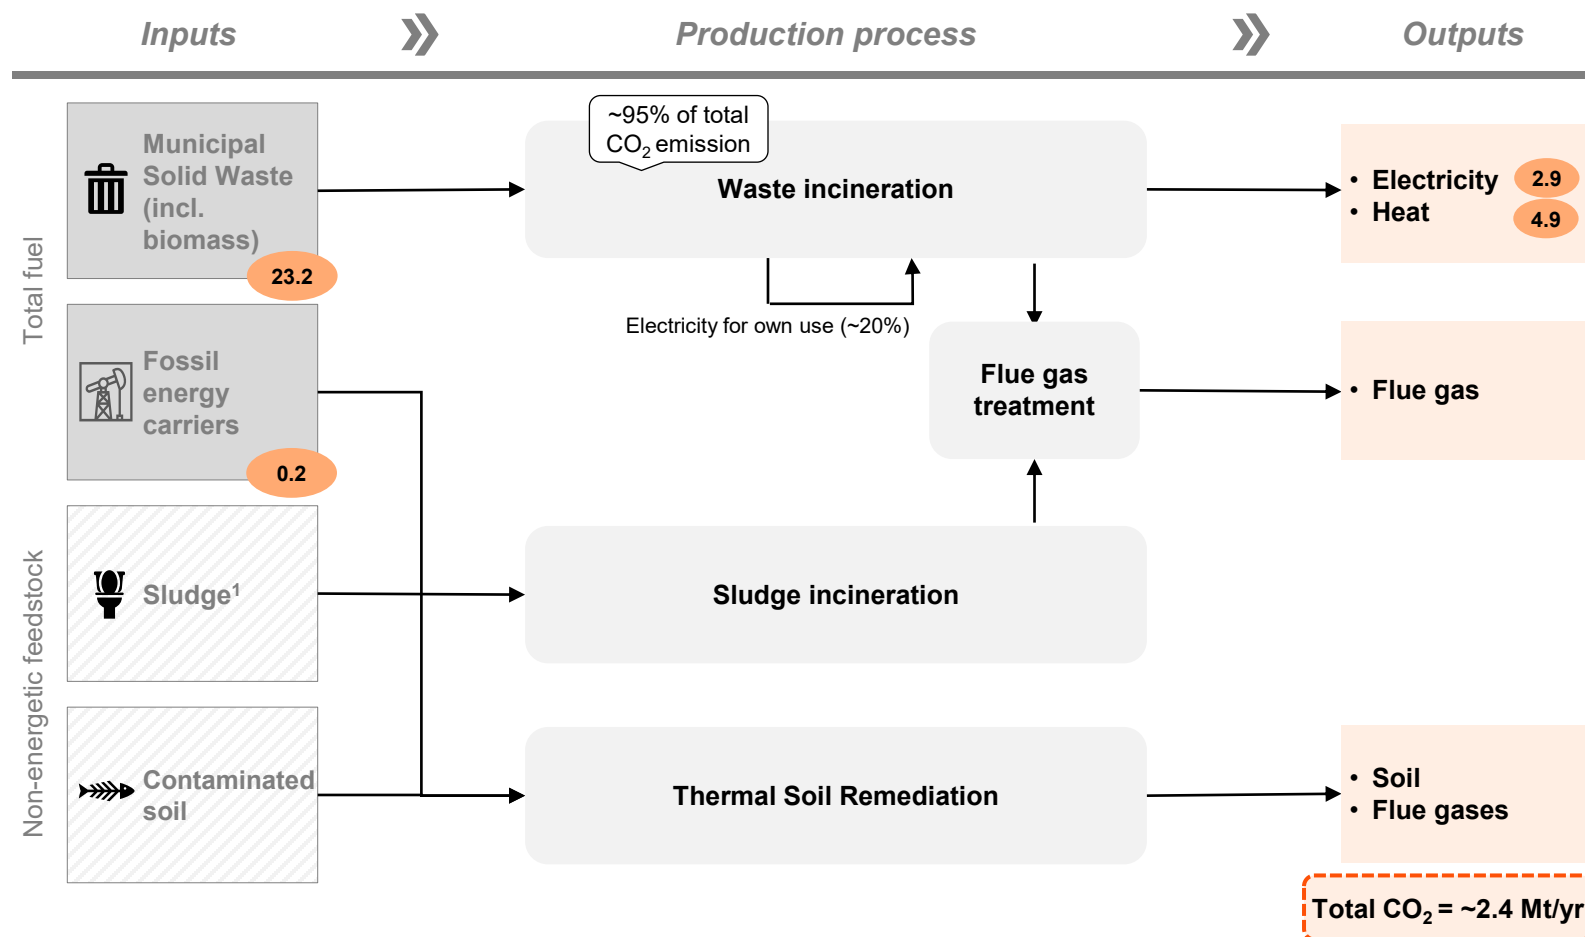 Inputs
Production process
Outputs
Total fuel
Non-energetic feedstock
Municipal
Solid Waste
(incl.
biomass)
23.2
~95% of total
CO₂ emission
Waste incineration
• Electricity 2.9
• Heat 4.9
Electricity for own use (~20%)
Fossil
energy
carriers
0.2
Flue gas
treatment
• Flue gas
Sludge¹
Sludge incineration
Contaminated
soil
Thermal Soil Remediation
• Soil
• Flue gases
Total CO₂ = ~2.4 Mt/yr